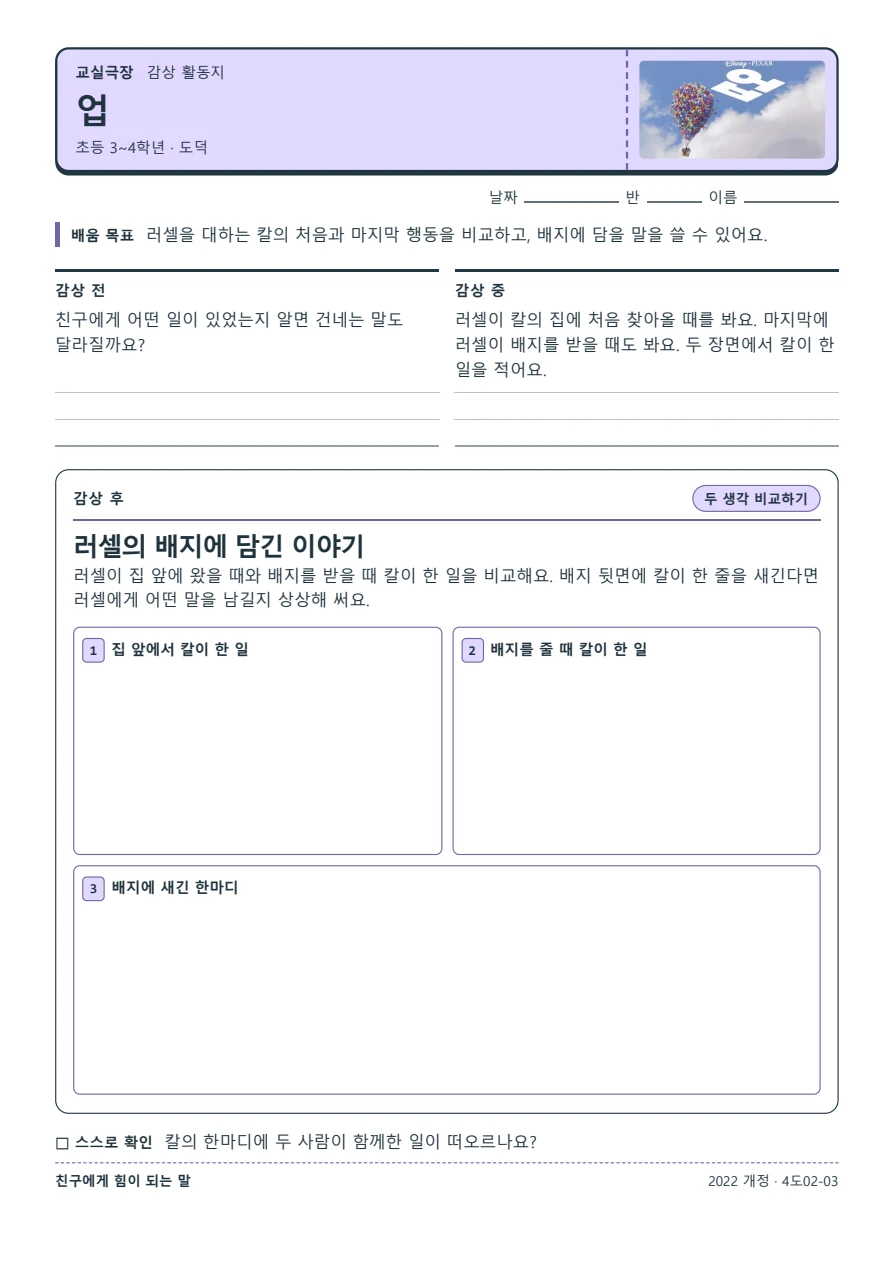 교실극장 감상 활동지
업
초등 3~4학년 · 도덕
Disney · PIXAR
업
날짜 반 이름
배움 목표 러셀을 대하는 칼의 처음과 마지막 행동을 비교하고, 배지에 담을 말을 쓸 수 있어요.
감상 전
친구에게 어떤 일이 있었는지 알면 건네는 말도
달라질까요?
감상 중
러셀이 칼의 집에 처음 찾아올 때를 봐요. 마지막에
러셀이 배지를 받을 때도 봐요. 두 장면에서 칼이 한
일을 적어요.
감상 후
두 생각 비교하기
러셀의 배지에 담긴 이야기
러셀이 집 앞에 왔을 때와 배지를 받을 때 칼이 한 일을 비교해요. 배지 뒷면에 칼이 한 줄을 새긴다면
러셀에게 어떤 말을 남길지 상상해 써요.
1 집 앞에서 칼이 한 일
2 배지를 줄 때 칼이 한 일
3 배지에 새긴 한마디
스스로 확인 칼의 한마디에 두 사람이 함께한 일이 떠오르나요?
친구에게 힘이 되는 말
2022 개정 · 4도02-03